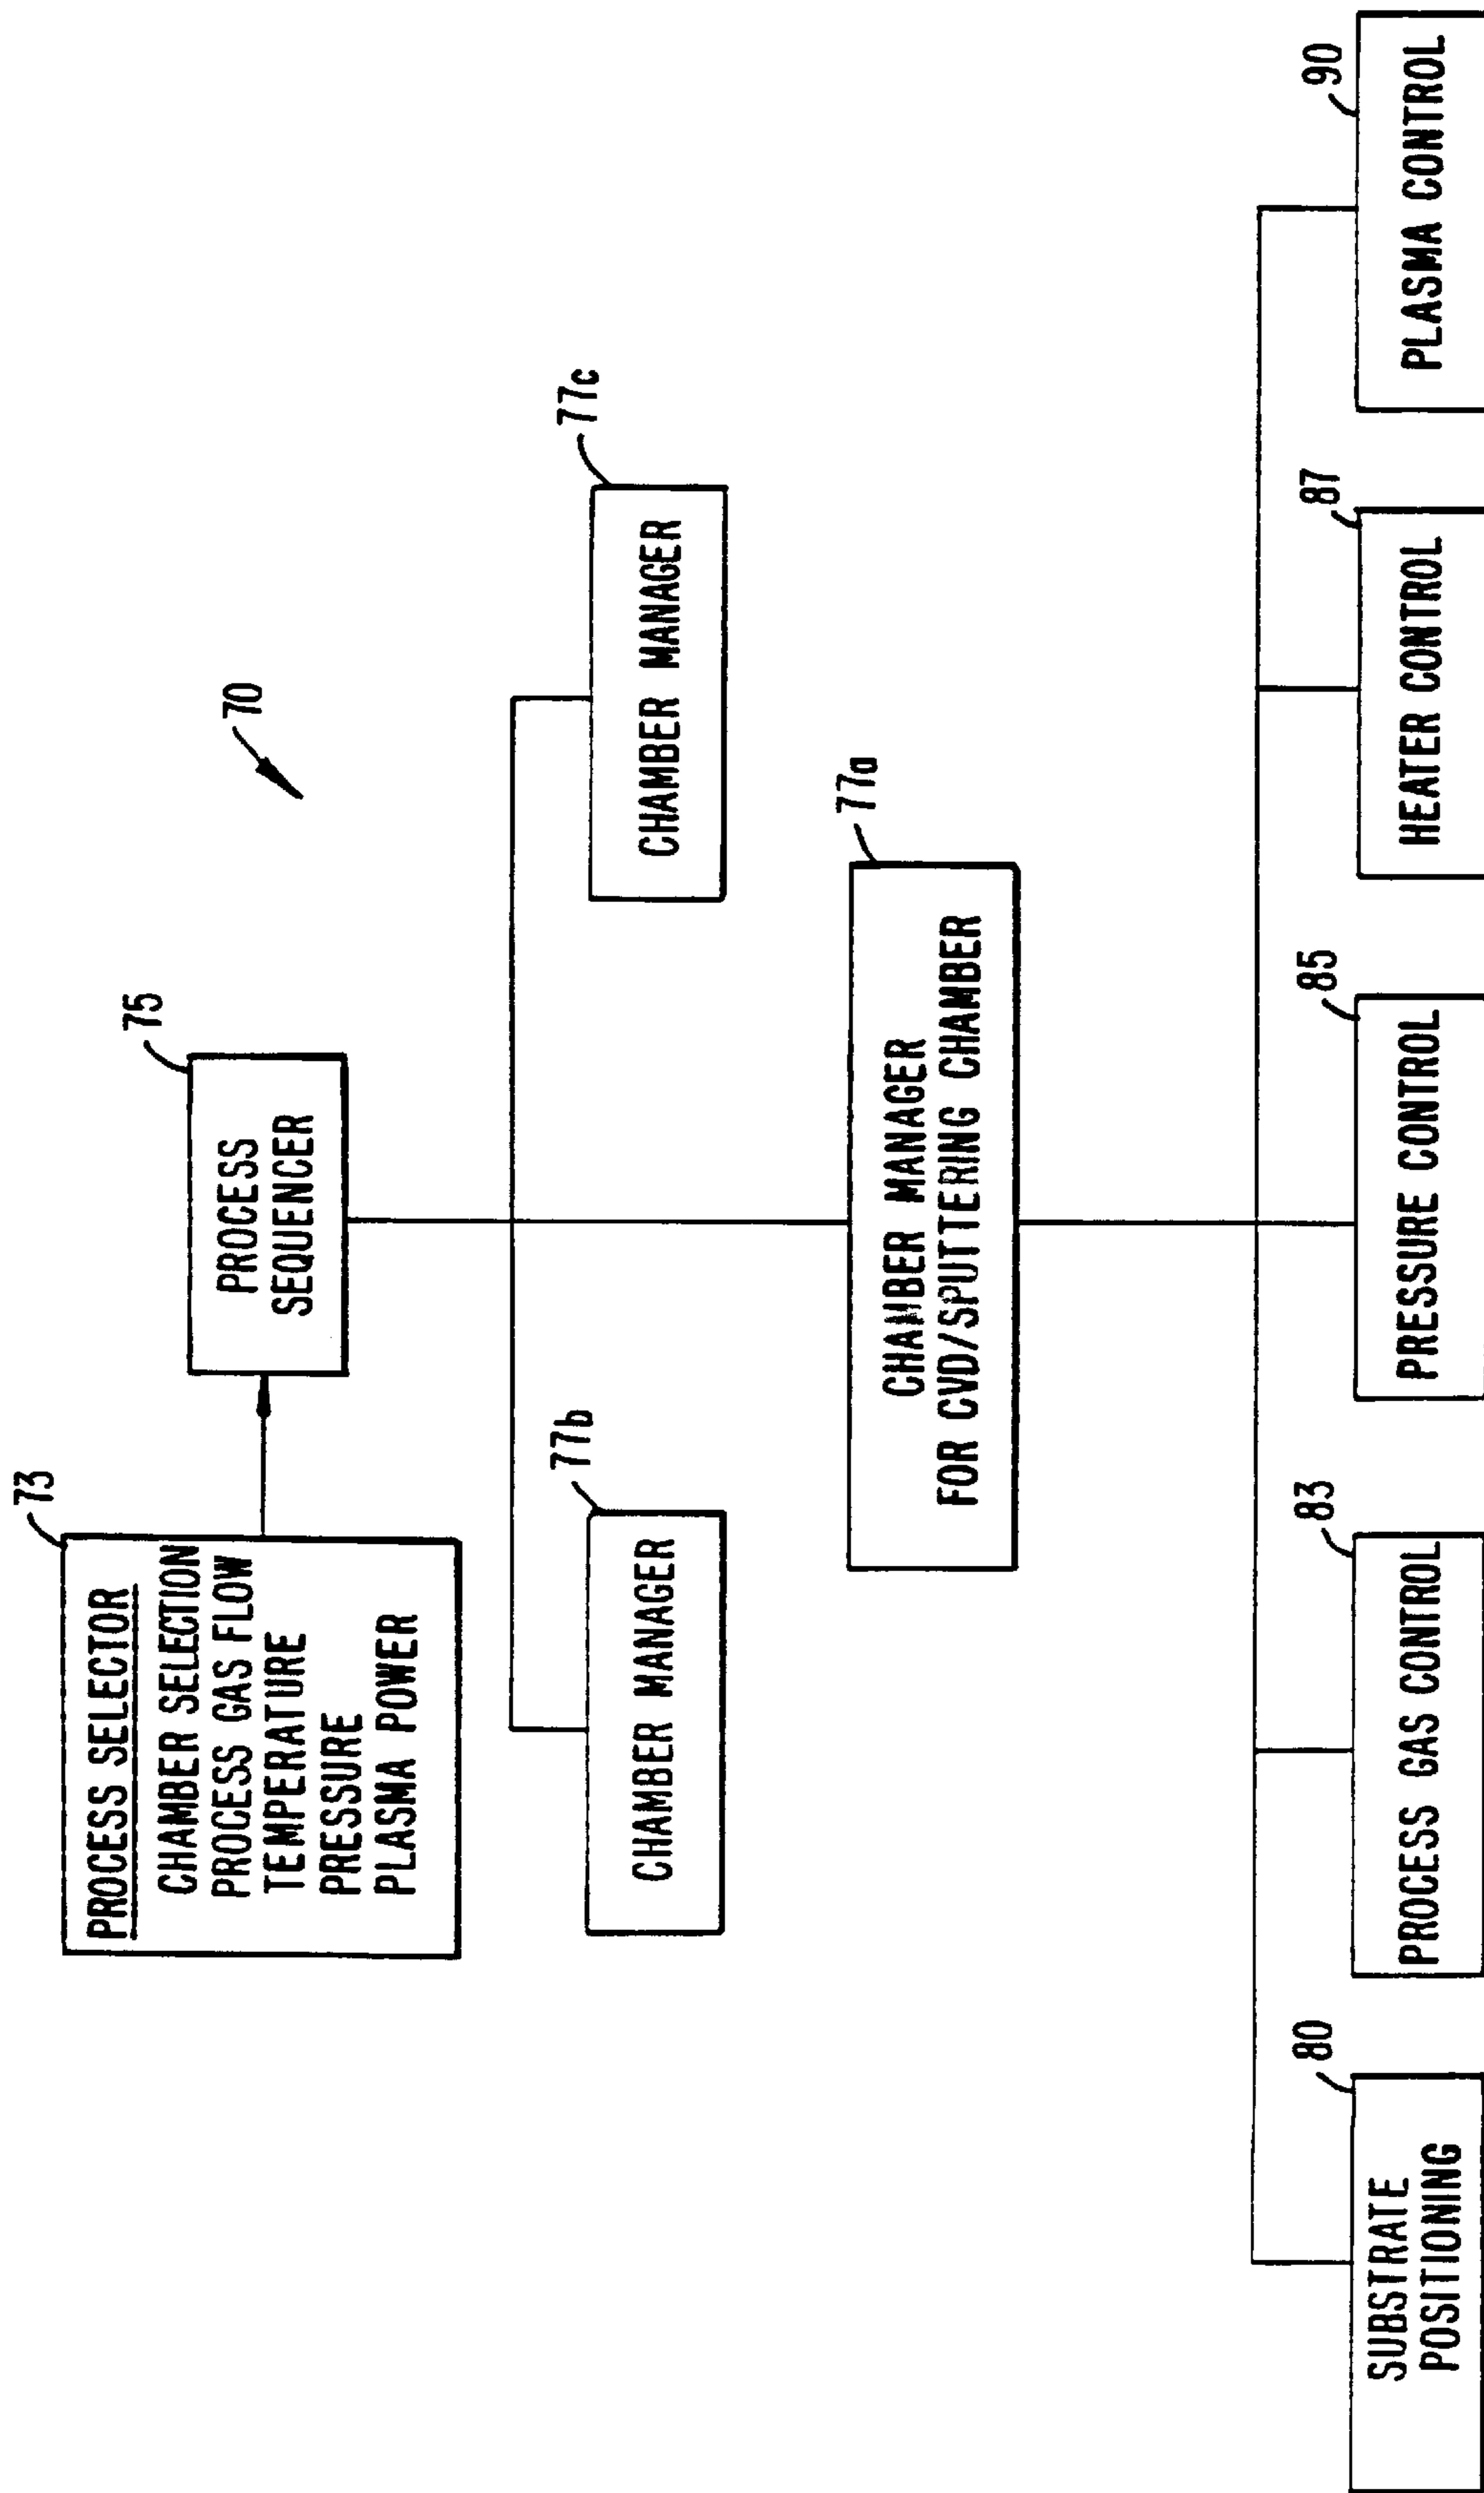 70
73
PROCESS SELECTOR
CHAMBER SELECTION
PROCESS GAS FLOW
TEMPERATURE
PRESSURE
PLASMA POWER
75
PROCESS
SEQUENCER
77b
CHAMBER MANAGER
77c
CHAMBER MANAGER
77a
CHAMBER MANAGER
FOR CVD/SPUTTERING CHAMBER
80
SUBSTRATE
POSITIONING
83
PROCESS GAS CONTROL
85
PRESSURE CONTROL
87
HEATER CONTROL
90
PLASMA CONTROL